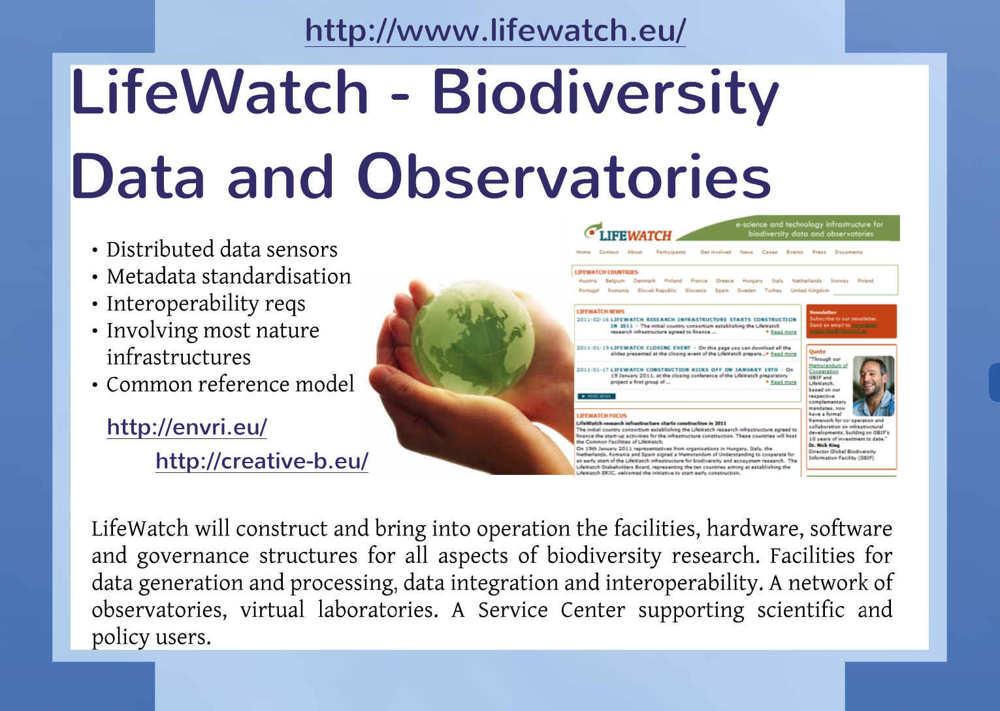 http://www.lifewatch.eu/
LifeWatch - Biodiversity
Data and Observatories
• Distributed data sensors
• Metadata standardisation
• Interoperability reqs
• Involving most nature
infrastructures
• Common reference model
http://envri.eu/
http://creative-b.eu/
LIFEWATCH
e-science and technology infrastructure for
biodiversity data and observatories
Home Contact About Participants Get involved News Cases Events Press Documents
LIFEWATCH COUNTRIES
Austria Belgium Denmark Finland France Greece Hungary Italy Netherlands Norway Poland
Portugal Romania Slovak Republic Slovenia Spain Sweden Turkey United Kingdom
LIFEWATCH NEWS
2011-02-16 LIFEWATCH RESEARCH INFRASTRUCTURE STARTS CONSTRUCTION
IN 2011 - The initial country consortium establishing the LifeWatch
research infrastructure agreed to finance ...
Read more
2011-01-19 LIFEWATCH CLOSING EVENT - On this page you can download all the
slides presented at the closing event of the LifeWatch prepara...
Read more
2011-01-17 LIFEWATCH CONSTRUCTION KICKS OFF ON JANUARY 19TH - On
19 January 2011, at the closing conference of the LifeWatch preparatory
project a first group of ...
Read more
MORE NEWS
LIFEWATCH FOCUS
LifeWatch research infrastructure starts construction in 2011
The initial country consortium establishing the LifeWatch research infrastructure agreed to
finance the start-up activities for the infrastructure construction. These countries will host
the Common Facilities of LifeWatch.
On 19th January 2011 representatives from organisations in Hungary, Italy, the
Netherlands, Romania and Spain signed a Memorandum of Understanding to cooperate for
an early start of the LifeWatch infrastructure for biodiversity and ecosystem research. The
LifeWatch Stakeholders Board, representing the ten countries aiming at establishing the
LifeWatch ERIC, welcomed the initiative to start early construction.
Newsletter
Subscribe to our newsletter.
Send an email to newsletter-
subscribe@lifewatch.eu
Quote
"Through our
Memorandum of
Cooperation
GBIF and
LifeWatch,
based on our
respective
complementary
mandates, now
have a formal
framework for co-operation and
collaboration on infrastructural
developments, building on GBIF's
10 years of investment to date."
Dr. Nick King
Director Global Biodiversity
Information Facility (GBIF)
LifeWatch will construct and bring into operation the facilities, hardware, software
and governance structures for all aspects of biodiversity research. Facilities for
data generation and processing, data integration and interoperability. A network of
observatories, virtual laboratories. A Service Center supporting scientific and
policy users.